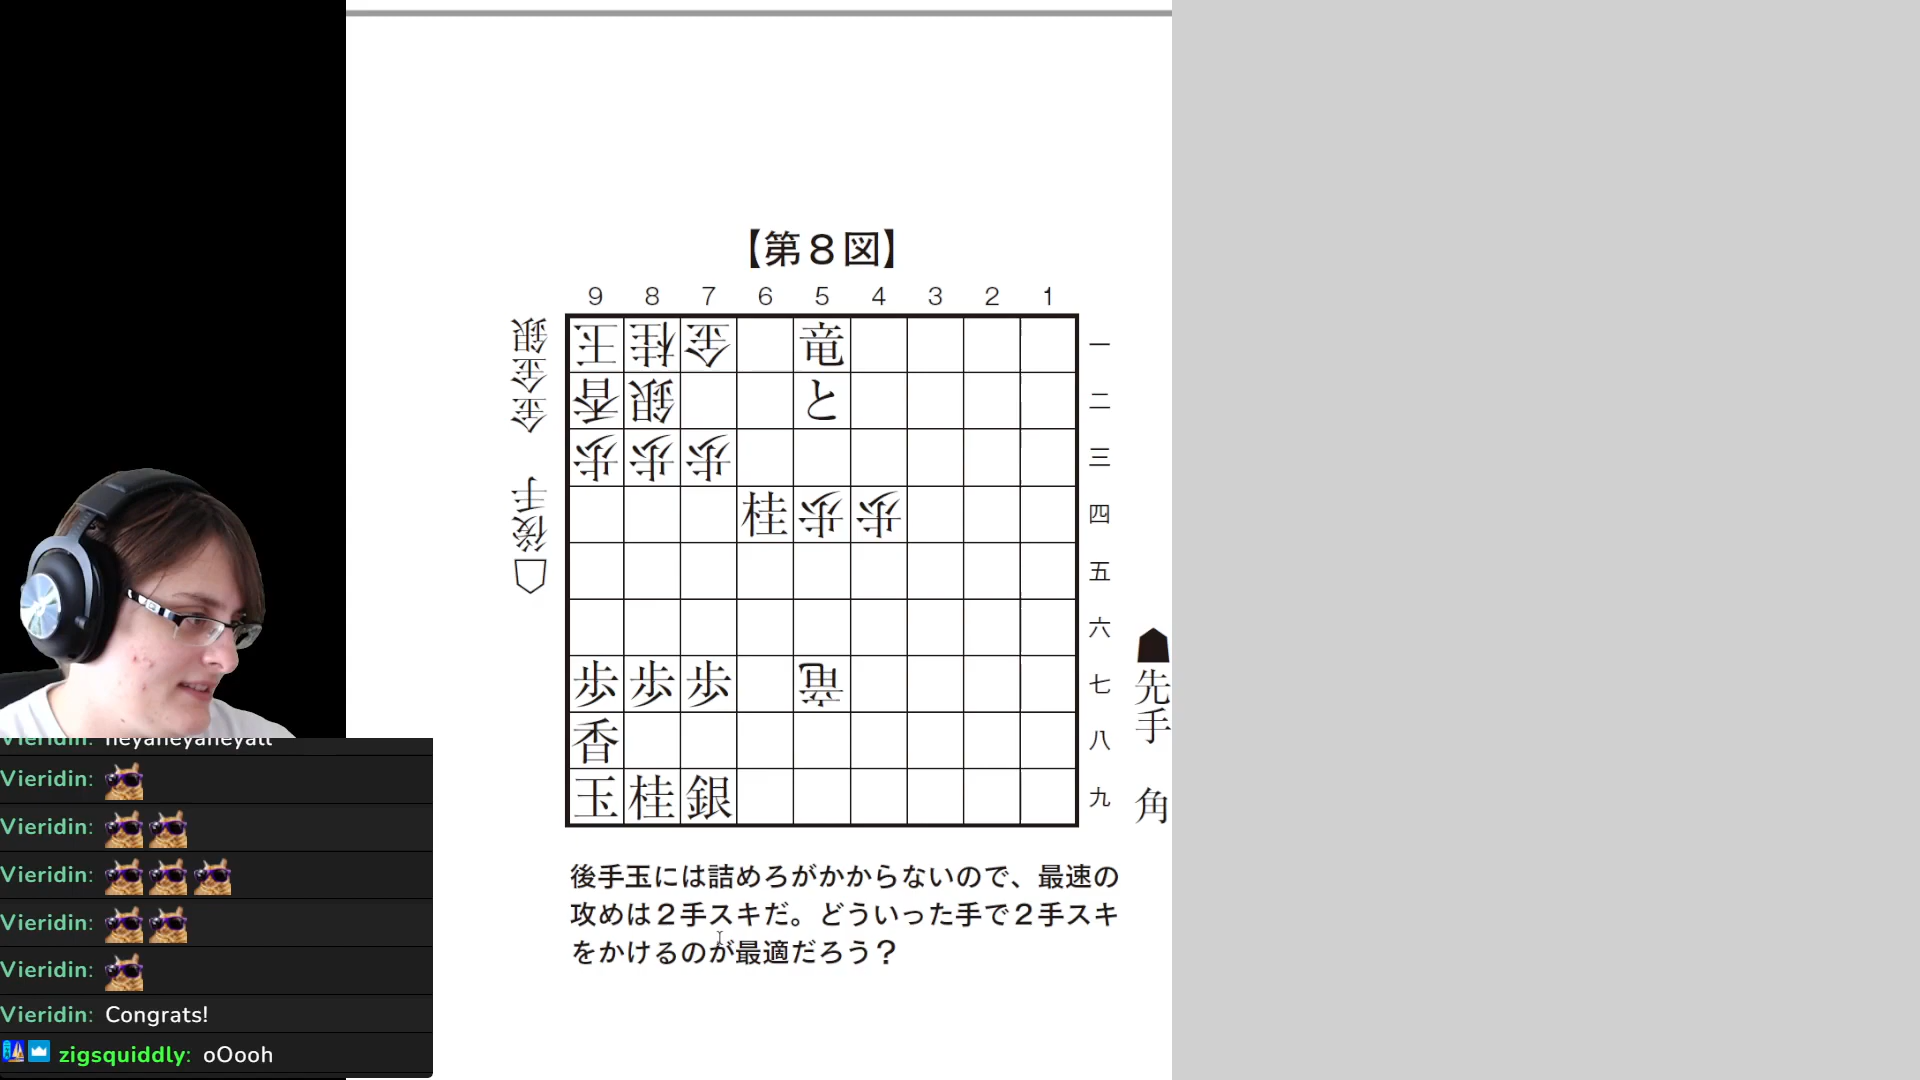 【第８図】
9 8 7 6 5 4 3 2 1
王 桂 金 竜 一
香 銀 と 二
歩 歩 歩 三
桂 歩 歩 四
五
六
歩 歩 歩 竜 七
香 八
玉 桂 銀 九
☖後手 金金銀
☗先手 角
後手玉には詰めろがかからないので、最速の
攻めは２手スキだ。どういった手で２手スキ
をかけるのが最適だろう？
Vieridin: heyaheyaheyall
Vieridin:
Vieridin:
Vieridin:
Vieridin:
Vieridin:
Vieridin: Congrats!
zigsquiddly: oOooh